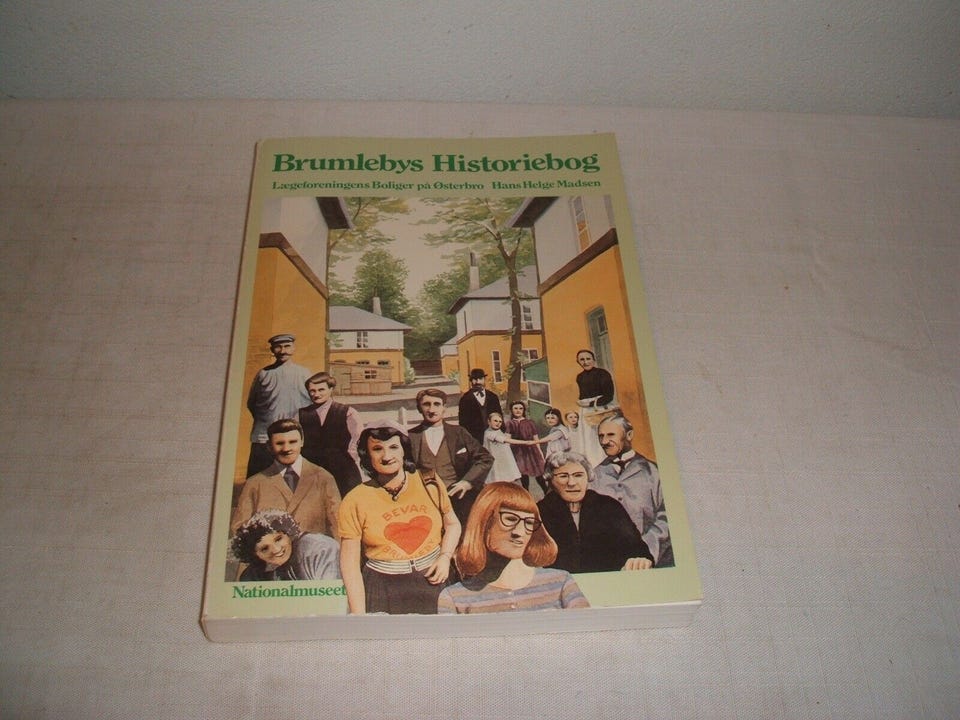 Brumlebys Historiebog
Lægeforeningens Boliger på Østerbro Hans Helge Madsen
BEVAR
Nationalmuseet